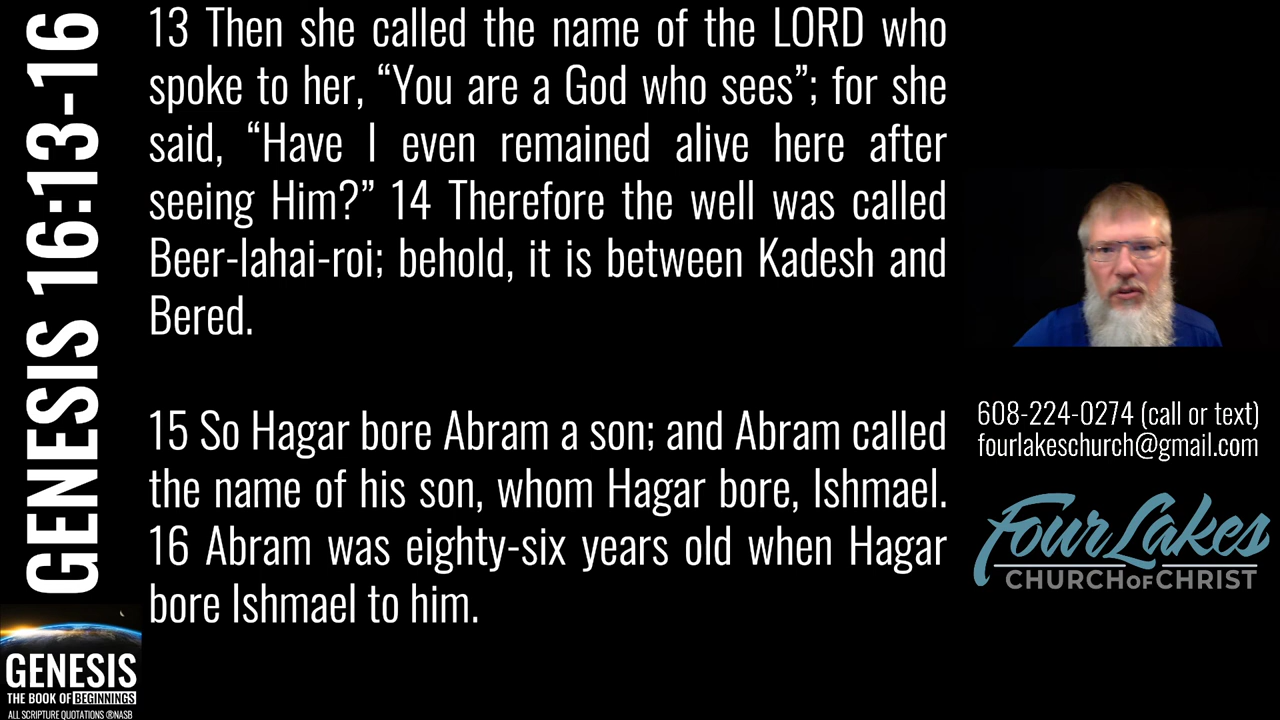 GENESIS 16:13-16
13 Then she called the name of the LORD who
spoke to her, “You are a God who sees”; for she
said, “Have I even remained alive here after
seeing Him?” 14 Therefore the well was called
Beer-lahai-roi; behold, it is between Kadesh and
Bered.
15 So Hagar bore Abram a son; and Abram called
the name of his son, whom Hagar bore, Ishmael.
16 Abram was eighty-six years old when Hagar
bore Ishmael to him.
608-224-0274 (call or text)
fourlakeschurch@gmail.com
Four Lakes
CHURCH OF CHRIST
GENESIS
THE BOOK OF BEGINNINGS
ALL SCRIPTURE QUOTATIONS ®NASB